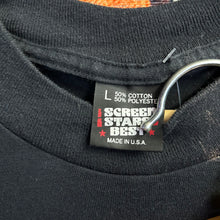 L 50% COTTON
50% POLYESTER
SCREEN
STARS
BEST
MADE IN U.S.A.